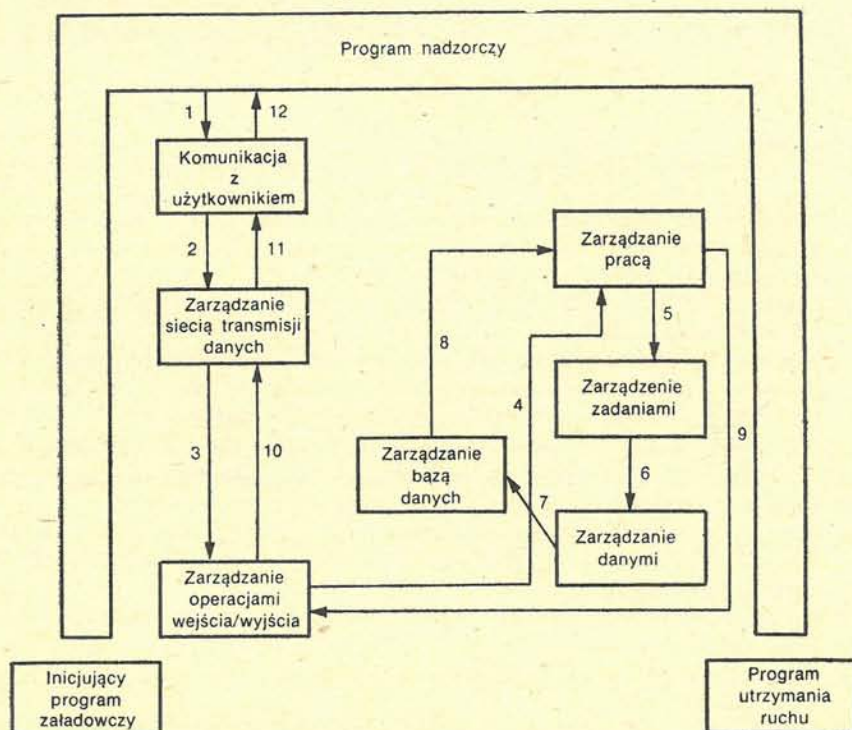 Program nadzorczy
1
12
Komunikacja
z
użytkownikiem
2
11
Zarządzanie
siecią transmisji
danych
Zarządzanie
pracą
5
8
4
Zarządzenie
zadaniami
9
3
10
Zarządzanie
bazą
danych
6
7
Zarządzanie
danymi
Zarządzanie
operacjami
wejścia/wyjścia
Inicjujący
program
załadowczy
Program
utrzymania
ruchu